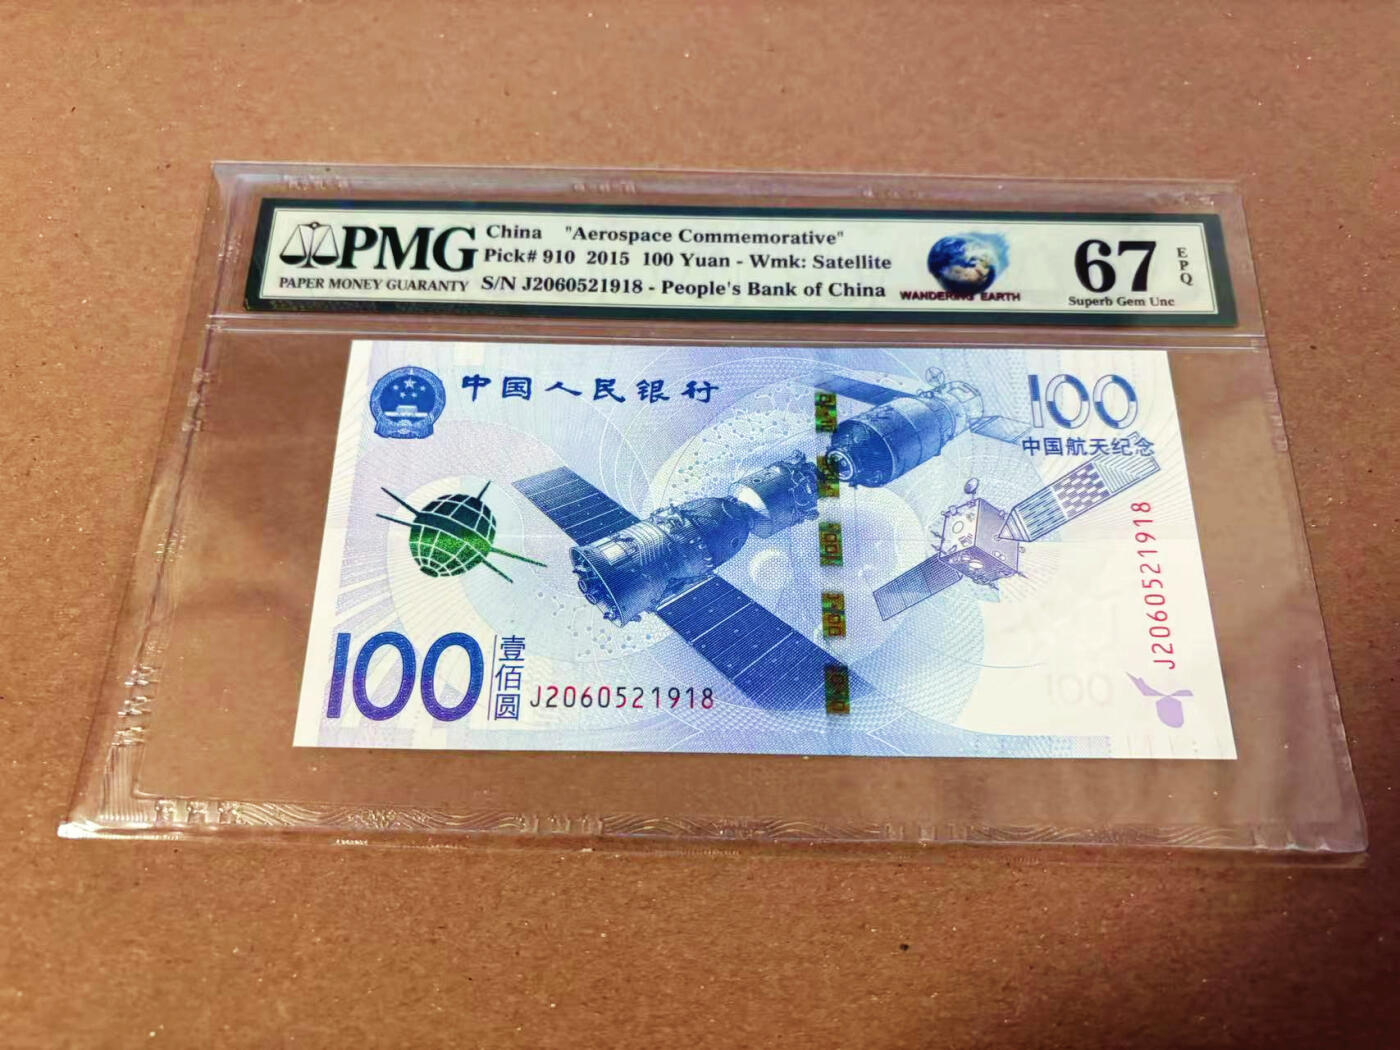 PMG
PAPER MONEY GUARANTY
China "Aerospace Commemorative"
Pick# 910 2015 100 Yuan - Wmk: Satellite
S/N J2060521918 - People's Bank of China
WANDERING EARTH
67
EPQ
Superb Gem Unc
中国人民银行
100
中国航天纪念
J2060521918
100
壹佰圆
J2060521918
100